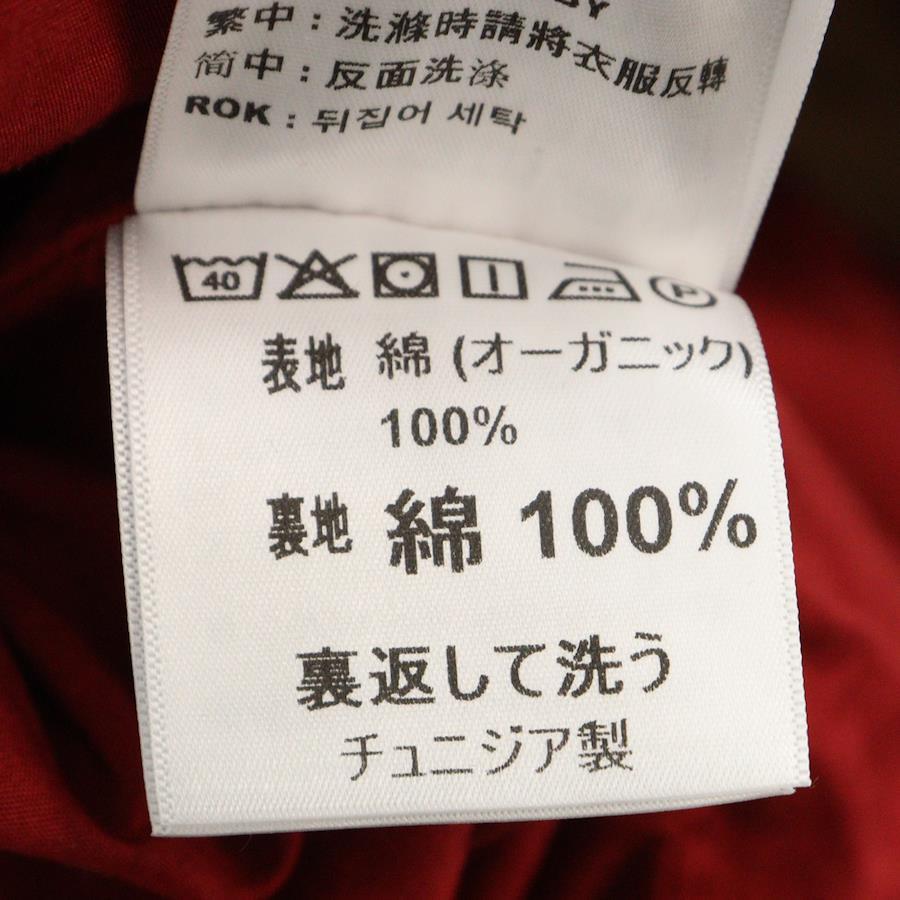 繁中：洗滌時請將衣服反轉
简中：反面洗涤
ROK : 뒤집어 세탁
40
P
表地 綿 (オーガニック)
100%
裏地 綿 100%
裏返して洗う
チュニジア製